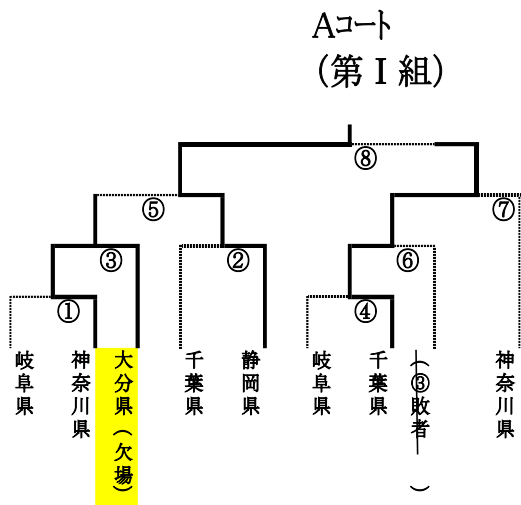 Aコート
（第Ⅰ組）
⑧
⑤
⑦
③
②
⑥
①
④
岐阜県
神奈川県
大分県（欠場）
千葉県
静岡県
岐阜県
千葉県
（③敗者　　）
神奈川県